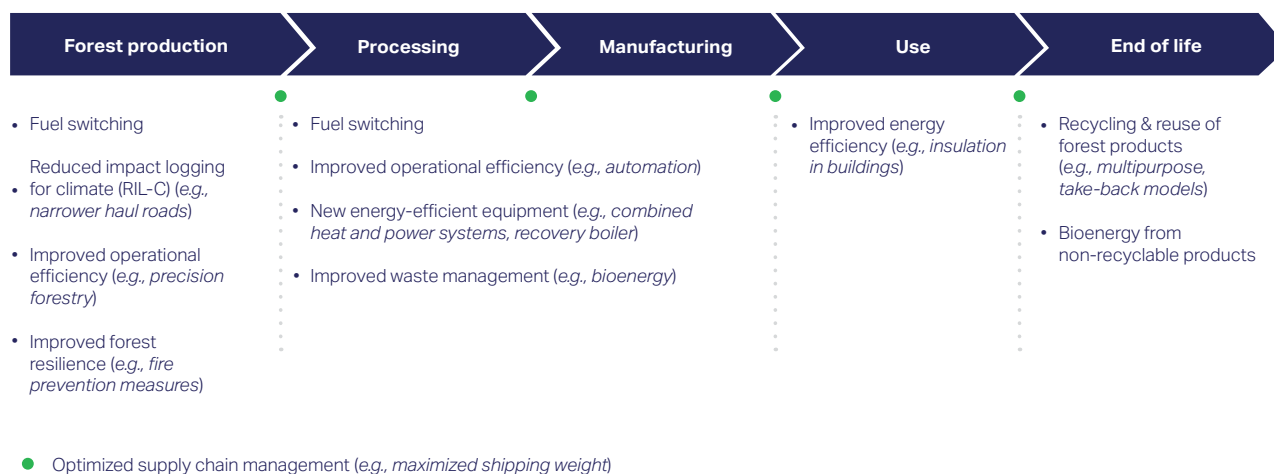 Forest production
Processing
Manufacturing
Use
End of life
• Fuel switching
Reduced impact logging
• for climate (RIL-C) (e.g.,
narrower haul roads)
• Improved operational
efficiency (e.g., precision
forestry)
• Improved forest
resilience (e.g., fire
prevention measures)
• Fuel switching
• Improved operational efficiency (e.g., automation)
• New energy-efficient equipment (e.g., combined
heat and power systems, recovery boiler)
• Improved waste management (e.g., bioenergy)
• Improved energy
efficiency (e.g., insulation
in buildings)
• Recycling & reuse of
forest products
(e.g., multipurpose,
take-back models)
• Bioenergy from
non-recyclable products
Optimized supply chain management (e.g., maximized shipping weight)